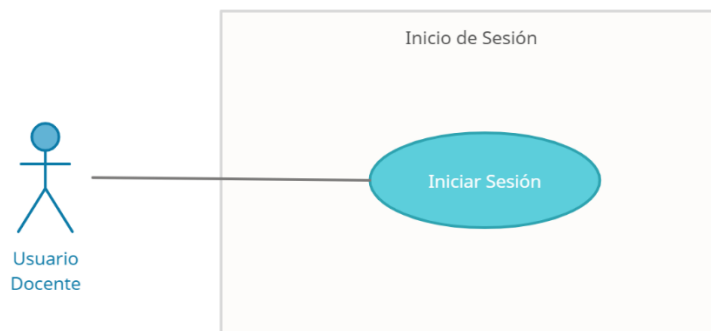 Inicio de Sesión
Iniciar Sesión
Usuario
Docente